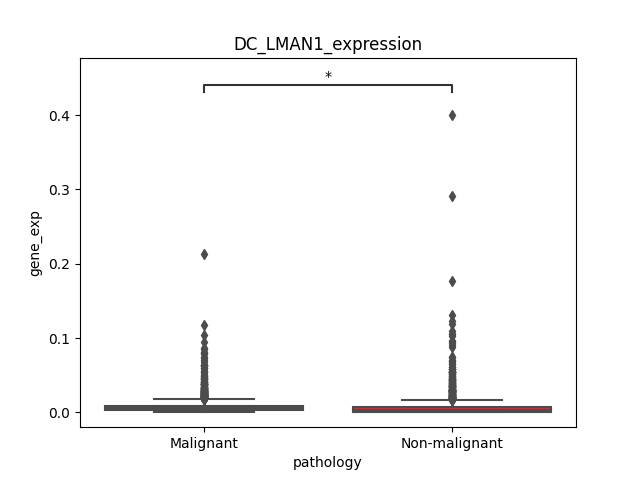 DC_LMAN1_expression
*
0.4
0.3
0.2
0.1
0.0
gene_exp
Malignant
Non-malignant
pathology